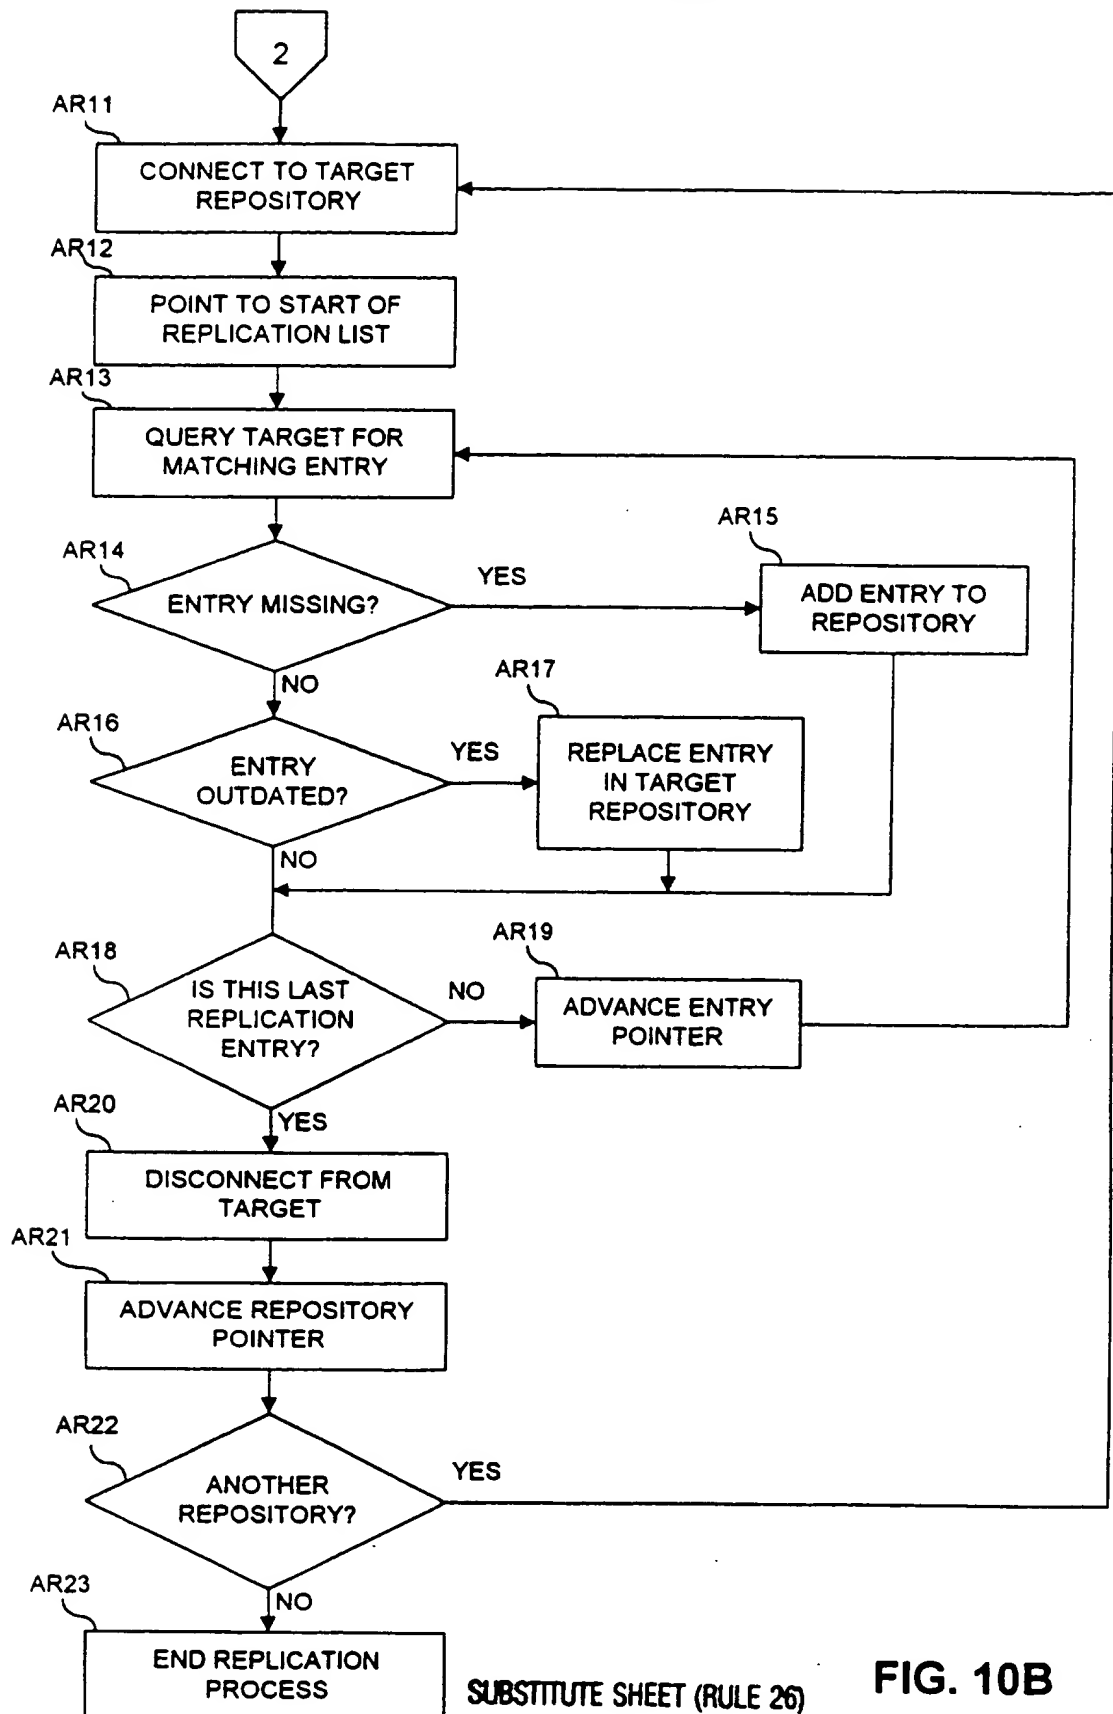 2
AR11
CONNECT TO TARGET
REPOSITORY
AR12
POINT TO START OF
REPLICATION LIST
AR13
QUERY TARGET FOR
MATCHING ENTRY
AR14
ENTRY MISSING?
YES
AR15
ADD ENTRY TO
REPOSITORY
NO
AR16
ENTRY
OUTDATED?
YES
AR17
REPLACE ENTRY
IN TARGET
REPOSITORY
NO
AR18
IS THIS LAST
REPLICATION
ENTRY?
NO
AR19
ADVANCE ENTRY
POINTER
YES
AR20
DISCONNECT FROM
TARGET
AR21
ADVANCE REPOSITORY
POINTER
AR22
ANOTHER
REPOSITORY?
YES
NO
AR23
END REPLICATION
PROCESS
SUBSTITUTE SHEET (RULE 26)
FIG. 10B